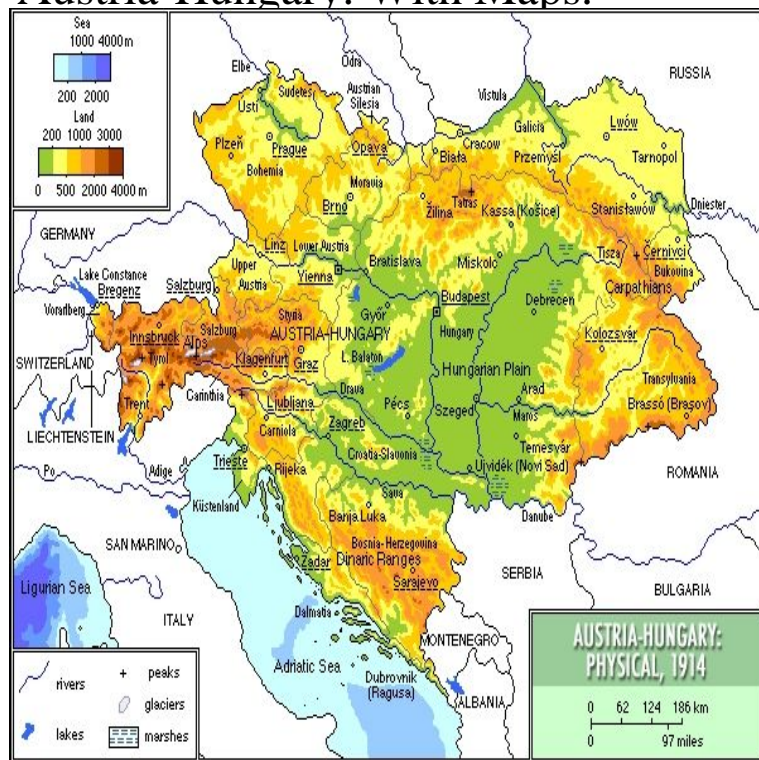 Austria-Hungary: With Maps.
Sea
1000 4000 m
200 2000
Land
200 1000 3000
0 500 2000 4000 m
RUSSIA
Elbe
Odra
Vistula
Sudetes
Austrian
Silesia
Ústí
Galicia
Lwów
Plzeň
Prague
Opava
Cracow
Biała
Przemyśl
Tarnopol
Bohemia
Moravia
Tatras
Dniester
Brno
Žilina
Kassa (Košice)
Stanisławów
GERMANY
Linz
Lower Austria
Tisza
Černivci
Lake Constance
Bregenz
Salzburg
Upper
Austria
Vienna
Bratislava
Miskolc
Bukovina
Carpathians
Vorarlberg
Győr
Budapest
Debrecen
Innsbruck
Salzburg
Styria
AUSTRIA-HUNGARY
Hungary
Kolozsvar
SWITZERLAND
Tyrol
Alps
Klagenfurt
Graz
L. Balaton
Hungarian Plain
Transylvania
Trent
Carinthia
Drava
Arad
LIECHTENSTEIN
Ljubljana
Pécs
Szeged
Maros
Brassó (Brașov)
Carniola
Zagreb
Temesvár
Po
Adige
Trieste
Rijeka
Croatia-Slavonia
Ujvidék (Novi Sad)
ROMANIA
Küstenland
Sava
Danube
Banja Luka
SAN MARINO
Bosnia-Herzegovina
Dinaric Ranges
SERBIA
Zadar
Sarajevo
BULGARIA
Ligurian Sea
ITALY
Dalmatia
MONTENEGRO
Adriatic Sea
Dubrovnik
(Ragusa)
ALBANIA
rivers
peaks
glaciers
lakes
marshes
AUSTRIA-HUNGARY:
PHYSICAL, 1914
0 62 124 186 km
0 97 miles